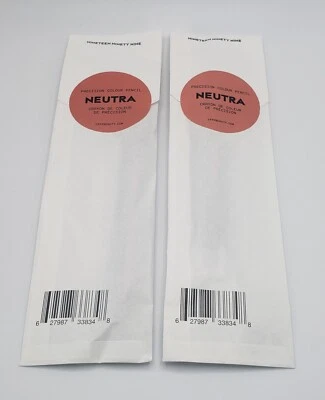 NINETEEN NINETY NINE
PRECISION COLOUR PENCIL
NEUTRA
CRAYON DE COULEUR
DE PRÉCISION
6 27987 33834 8
NINETEEN NINETY NINE
PRECISION COLOUR PENCIL
NEUTRA
CRAYON DE COULEUR
DE PRÉCISION
6 27987 33834 8